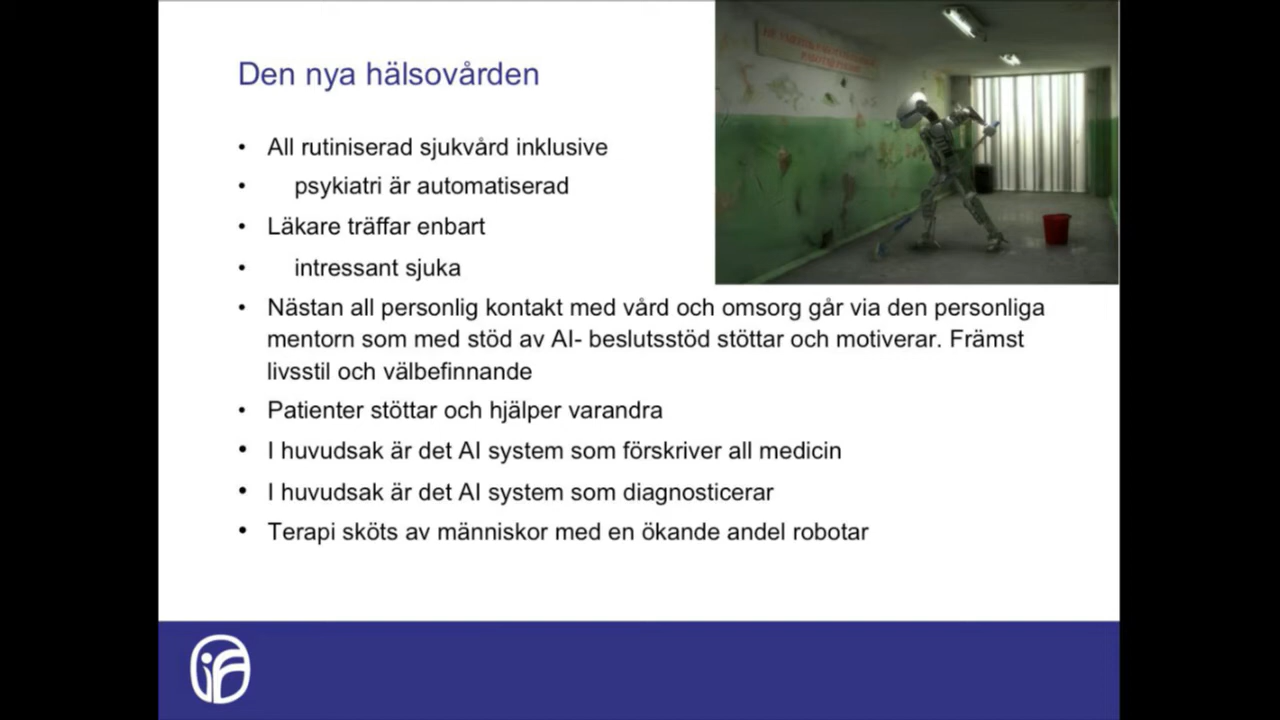 Den nya hälsovården
• All rutiniserad sjukvård inklusive
• psykiatri är automatiserad
• Läkare träffar enbart
• intressant sjuka
• Nästan all personlig kontakt med vård och omsorg går via den personliga
mentorn som med stöd av AI- beslutsstöd stöttar och motiverar. Främst
livsstil och välbefinnande
• Patienter stöttar och hjälper varandra
• I huvudsak är det AI system som förskriver all medicin
• I huvudsak är det AI system som diagnosticerar
• Terapi sköts av människor med en ökande andel robotar